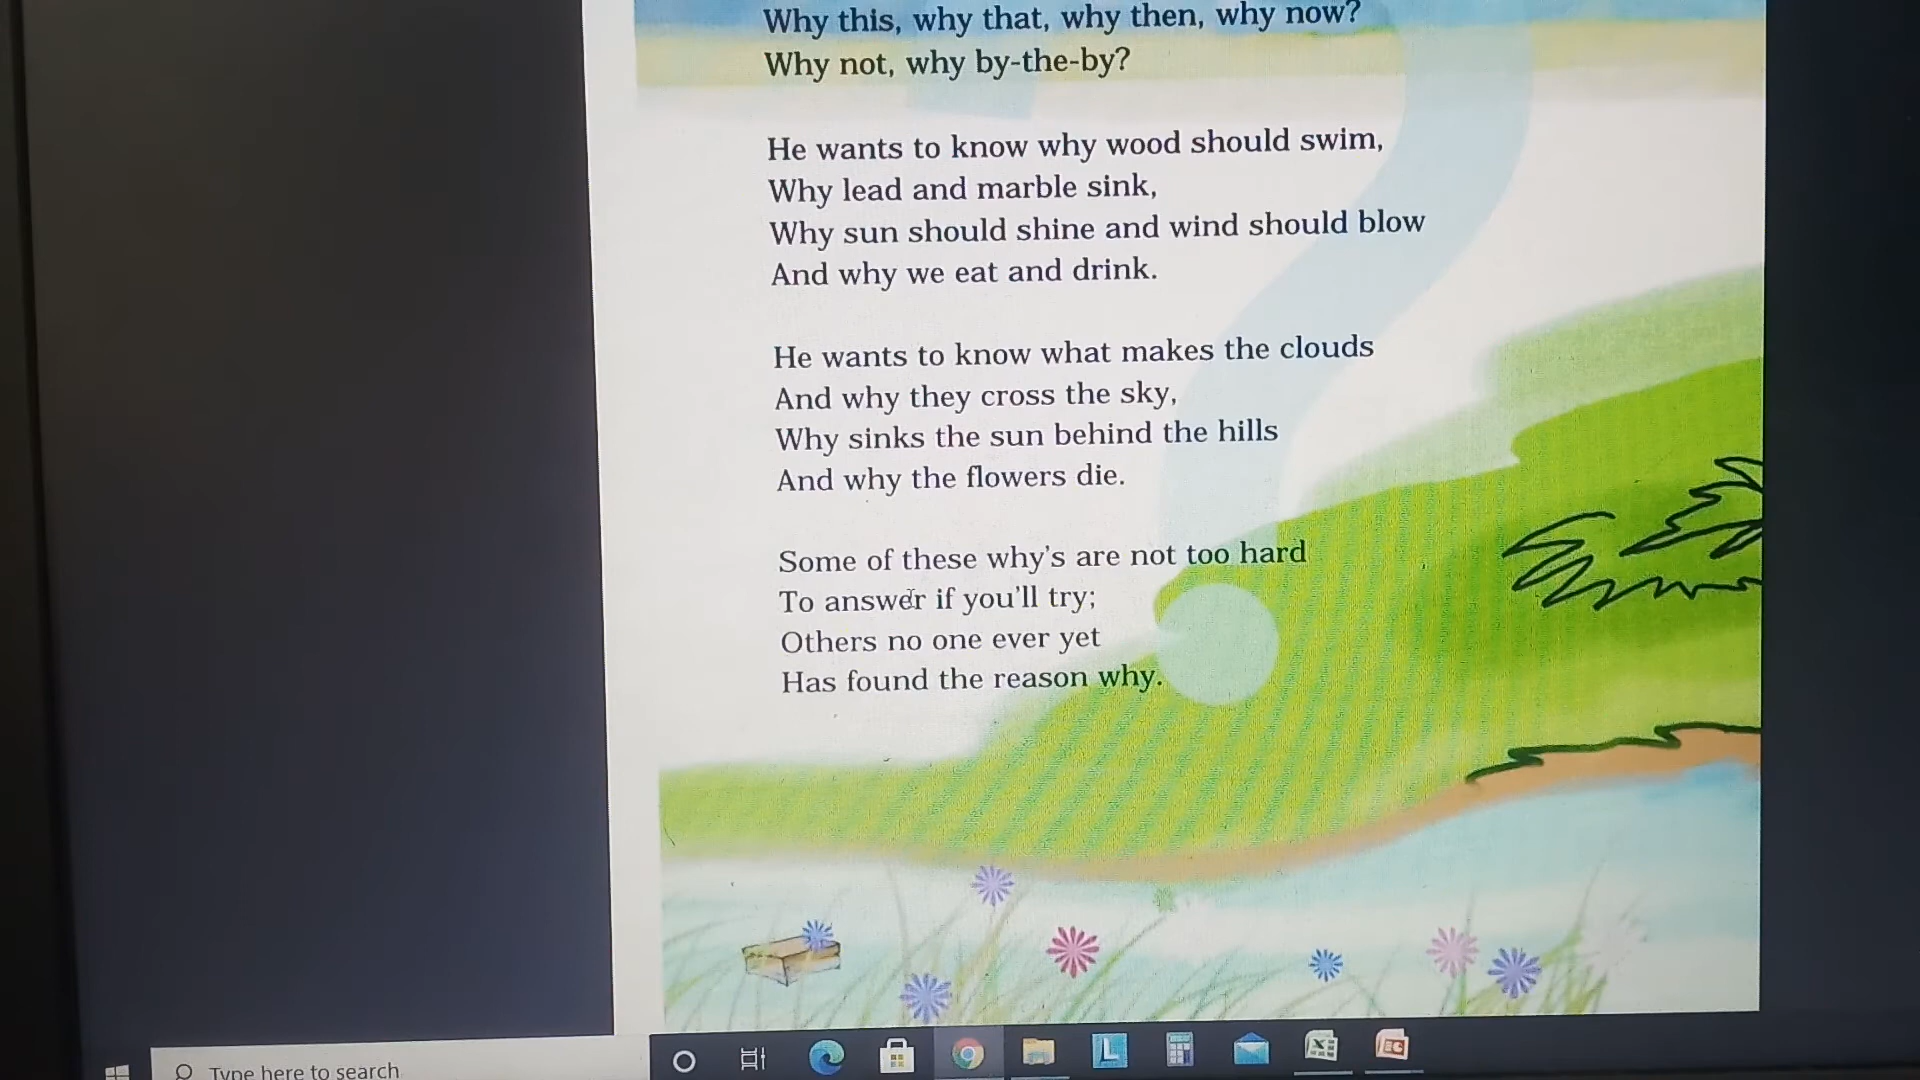 Why this, why that, why then, why now?
Why not, why by-the-by?
He wants to know why wood should swim,
Why lead and marble sink,
Why sun should shine and wind should blow
And why we eat and drink.
He wants to know what makes the clouds
And why they cross the sky,
Why sinks the sun behind the hills
And why the flowers die.
Some of these why's are not too hard
To answer if you'll try;
Others no one ever yet
Has found the reason why.
Type here to search